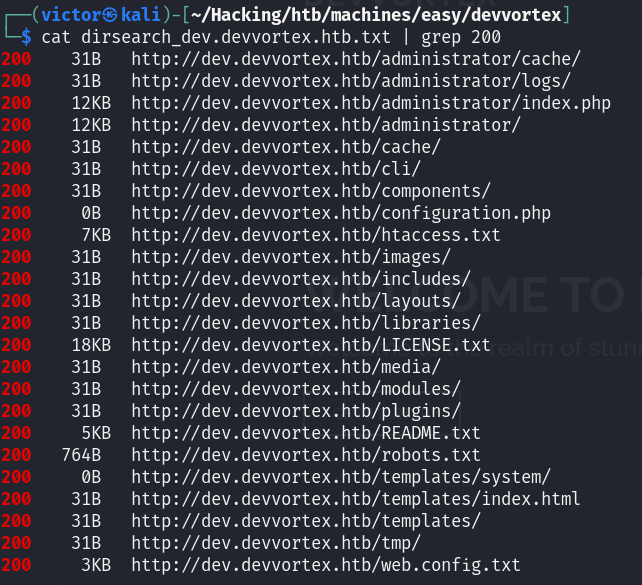 DEVVORTEX
┌──(victor㉿kali)-[~/Hacking/htb/machines/easy/devvortex]
└─$ cat dirsearch_dev.devvortex.htb.txt | grep 200
200    31B   http://dev.devvortex.htb/administrator/cache/
200    31B   http://dev.devvortex.htb/administrator/logs/
200    12KB  http://dev.devvortex.htb/administrator/index.php
200    12KB  http://dev.devvortex.htb/administrator/
200    31B   http://dev.devvortex.htb/cache/
200    31B   http://dev.devvortex.htb/cli/
200    31B   http://dev.devvortex.htb/components/
200     0B   http://dev.devvortex.htb/configuration.php
200     7KB  http://dev.devvortex.htb/htaccess.txt
200    31B   http://dev.devvortex.htb/images/
200    31B   http://dev.devvortex.htb/includes/
200    31B   http://dev.devvortex.htb/layouts/
200    31B   http://dev.devvortex.htb/libraries/
200    18KB  http://dev.devvortex.htb/LICENSE.txt
200    31B   http://dev.devvortex.htb/media/
200    31B   http://dev.devvortex.htb/modules/
200    31B   http://dev.devvortex.htb/plugins/
200     5KB  http://dev.devvortex.htb/README.txt
200   764B   http://dev.devvortex.htb/robots.txt
200     0B   http://dev.devvortex.htb/templates/system/
200    31B   http://dev.devvortex.htb/templates/index.html
200    31B   http://dev.devvortex.htb/templates/
200    31B   http://dev.devvortex.htb/tmp/
200     3KB  http://dev.devvortex.htb/web.config.txt
WELCOME TO
the realm of